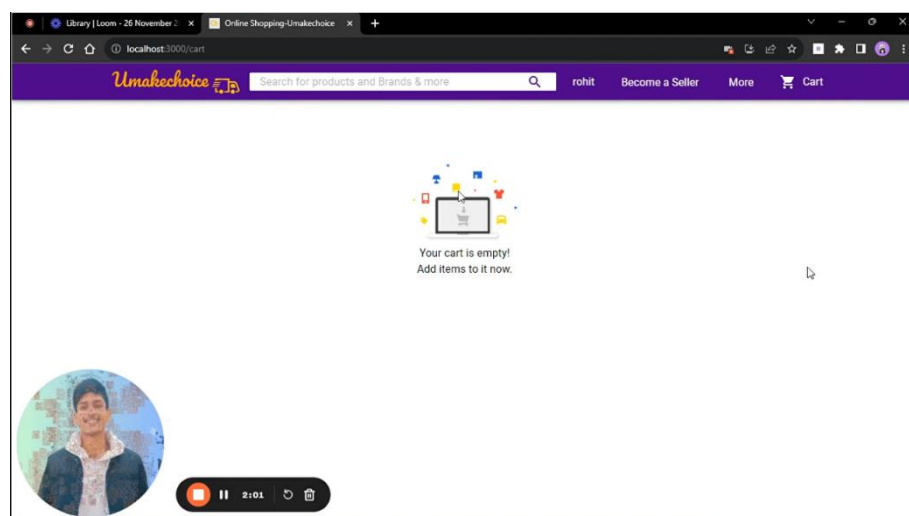 Library | Loom - 26 November 2
Online Shopping-Umakechoice
localhost:3000/cart
Umakechoice
Search for products and Brands & more
rohit
Become a Seller
More
Cart
Your cart is empty!
Add items to it now.
2:01